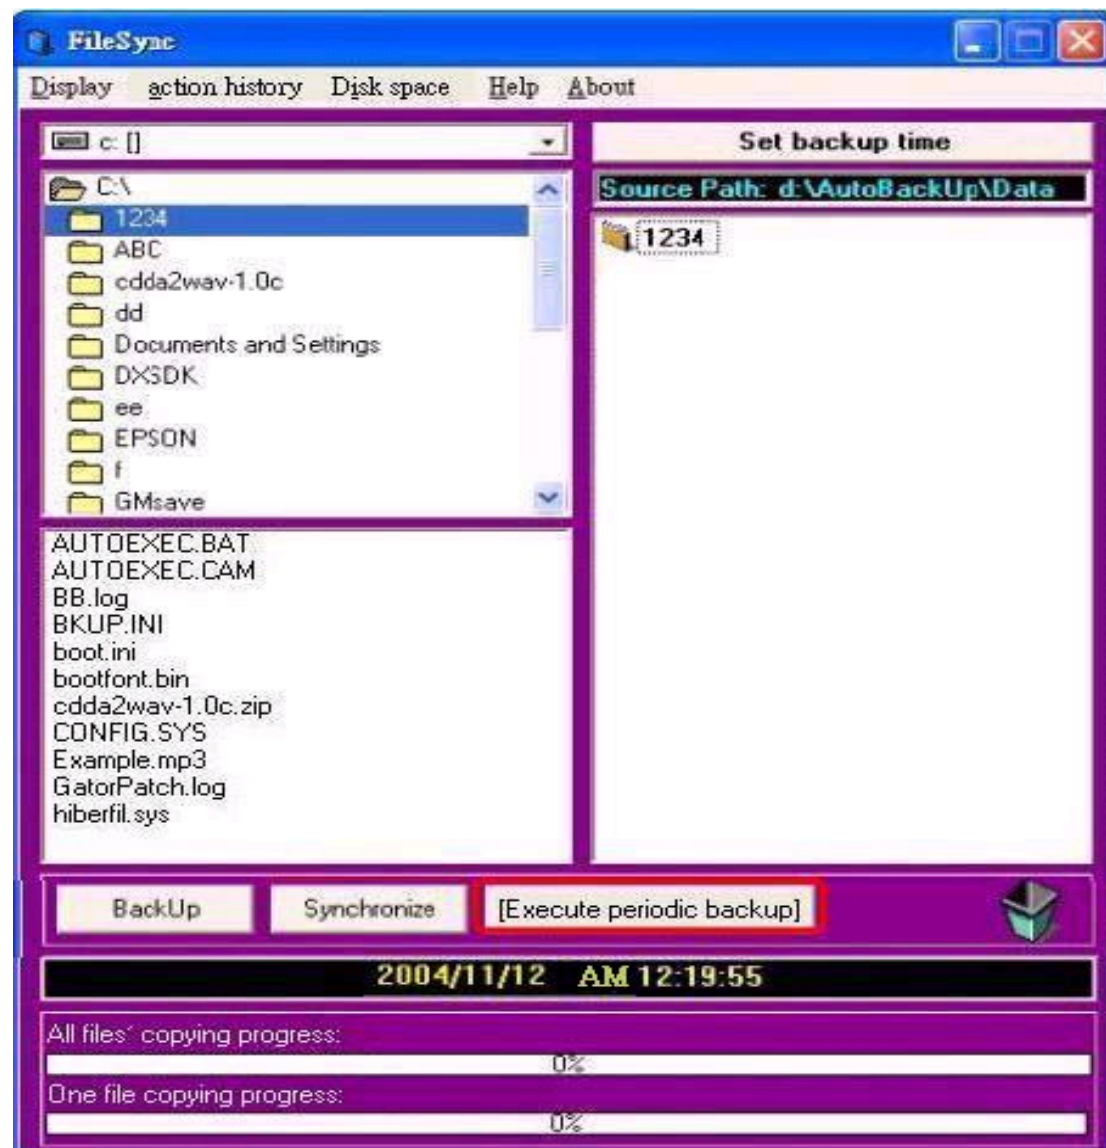 FileSync
Display action history Disk space Help About
c: []
C:\
1234
ABC
cdda2wav-1.0c
dd
Documents and Settings
DXSDK
ee
EPSON
f
GMsave
AUTOEXEC.BAT
AUTOEXEC.CAM
BB.log
BKUP.INI
boot.ini
bootfont.bin
cdda2wav-1.0c.zip
CONFIG.SYS
Example.mp3
GatorPatch.log
hiberfil.sys
Set backup time
Source Path: d:\AutoBackUp\Data
1234
BackUp Synchronize [Execute periodic backup]
2004/11/12 AM 12:19:55
All files' copying progress:
0%
One file copying progress:
0%